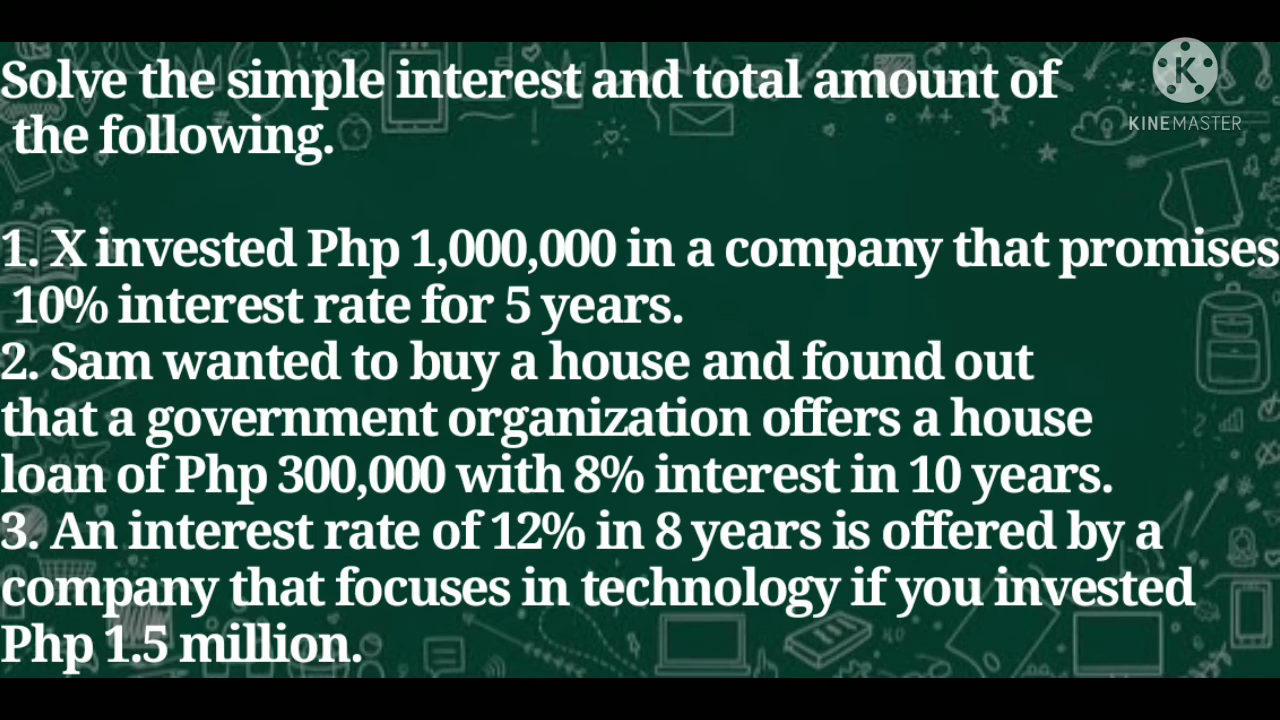 Solve the simple interest and total amount of
the following.
K
KINEMASTER
1. X invested Php 1,000,000 in a company that promises
10% interest rate for 5 years.
2. Sam wanted to buy a house and found out
that a government organization offers a house
loan of Php 300,000 with 8% interest in 10 years.
3. An interest rate of 12% in 8 years is offered by a
company that focuses in technology if you invested
Php 1.5 million.